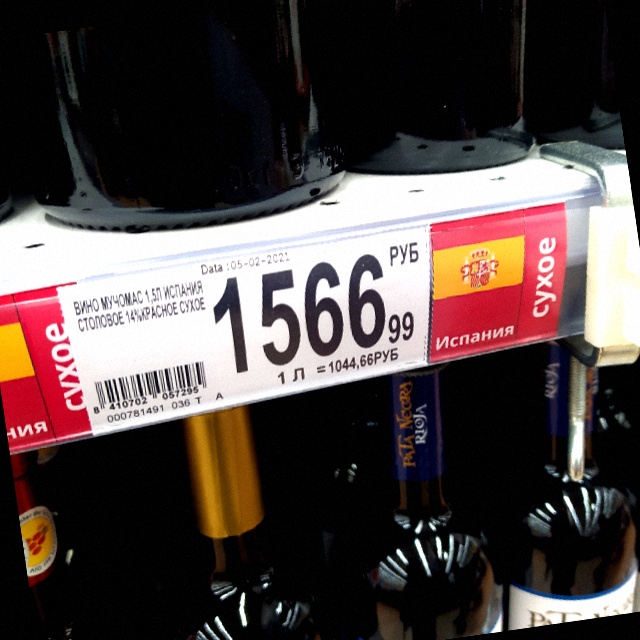 Data :05-02-2021
ВИНО МУЧОМАС 1,5Л ИСПАНИЯ
СТОЛОВОЕ 14%КРАСНОЕ СУХОЕ
1566 99 РУБ
1 Л =1044,66РУБ
8 410702 057295
000781491 036 Т А
сухое
ния
Испания
сухое
RIOJA